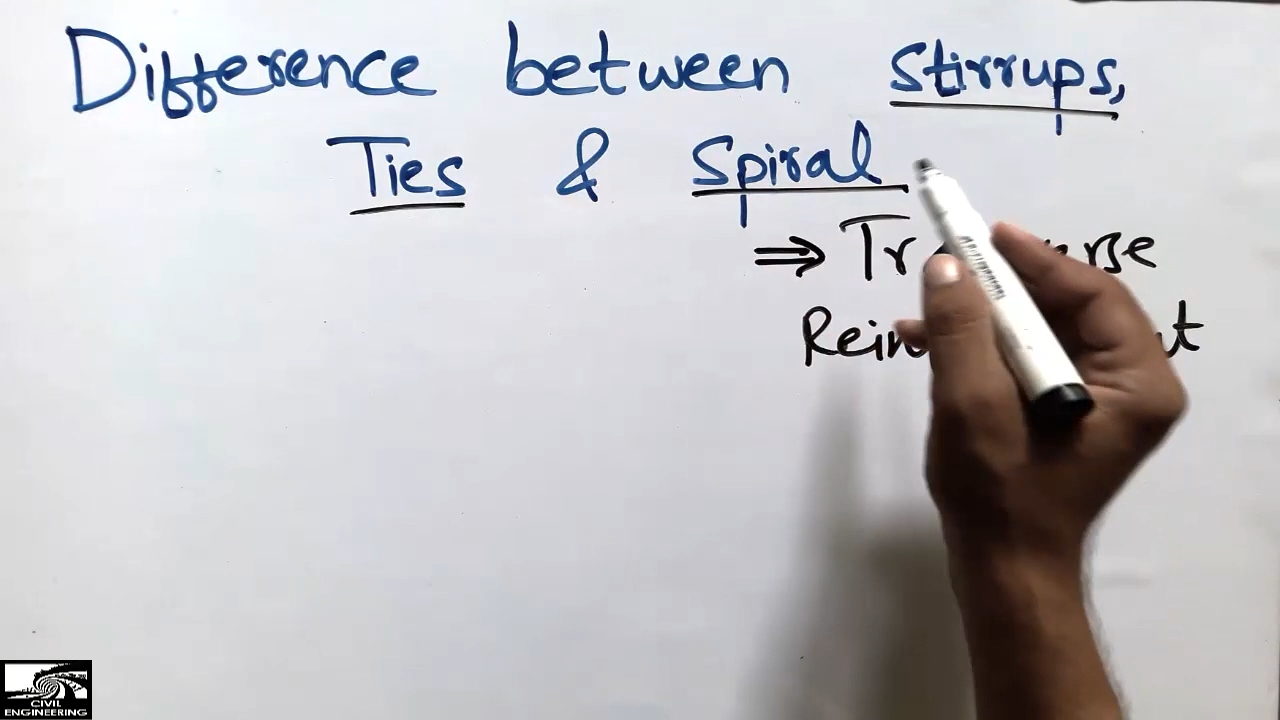 Difference between Stirrups,
Ties & Spiral
⇒
CIVIL
ENGINEERING